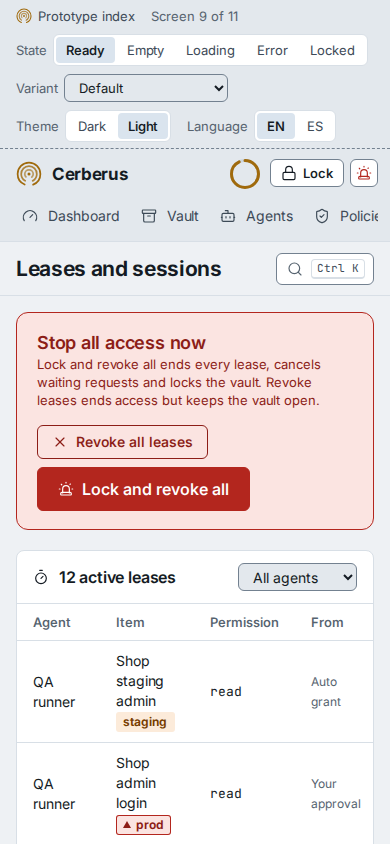 Prototype index Screen 9 of 11
State Ready Empty Loading Error Locked
Variant Default
Theme Dark Light Language EN ES
Cerberus Lock
Dashboard Vault Agents Policie
Leases and sessions Ctrl K
Stop all access now
Lock and revoke all ends every lease, cancels
waiting requests and locks the vault. Revoke
leases ends access but keeps the vault open.
Revoke all leases
Lock and revoke all
12 active leases All agents
Agent Item Permission From
QA runner Shop staging admin staging read Auto grant
QA runner Shop admin login prod read Your approval